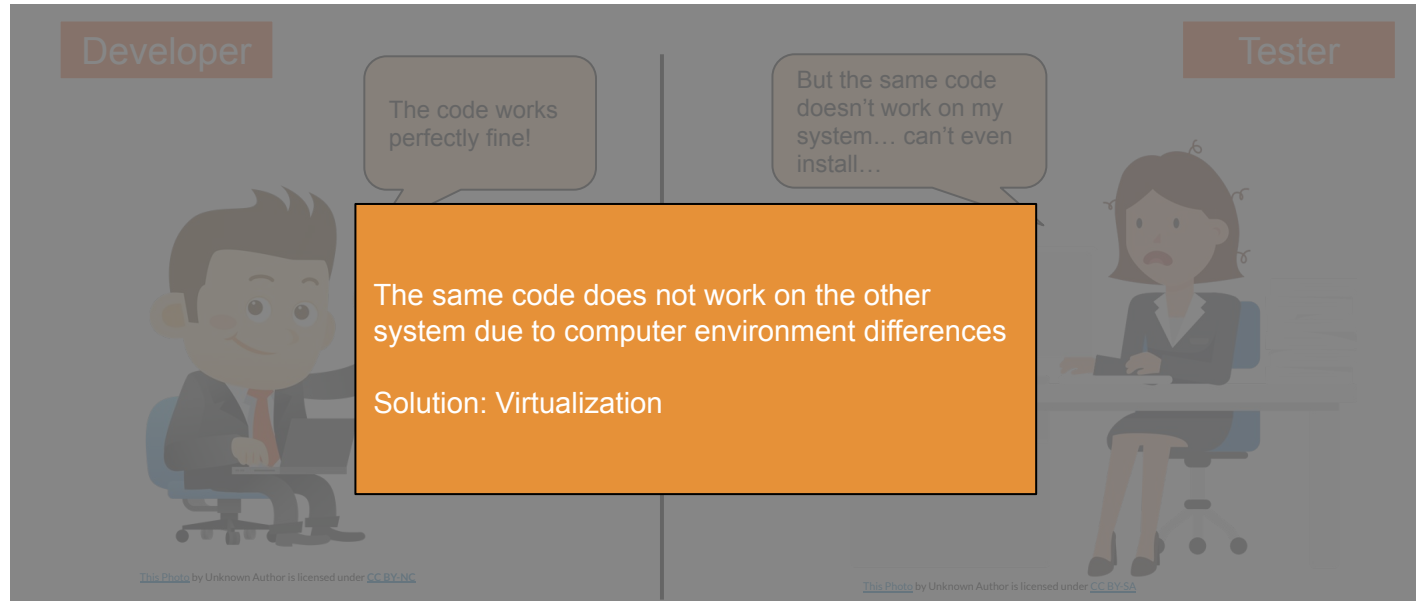 Developer
Tester
The code works
perfectly fine!
But the same code
doesn’t work on my
system… can’t even
install…
The same code does not work on the other
system due to computer environment differences
Solution: Virtualization
This Photo by Unknown Author is licensed under CC BY-NC
This Photo by Unknown Author is licensed under CC BY-SA